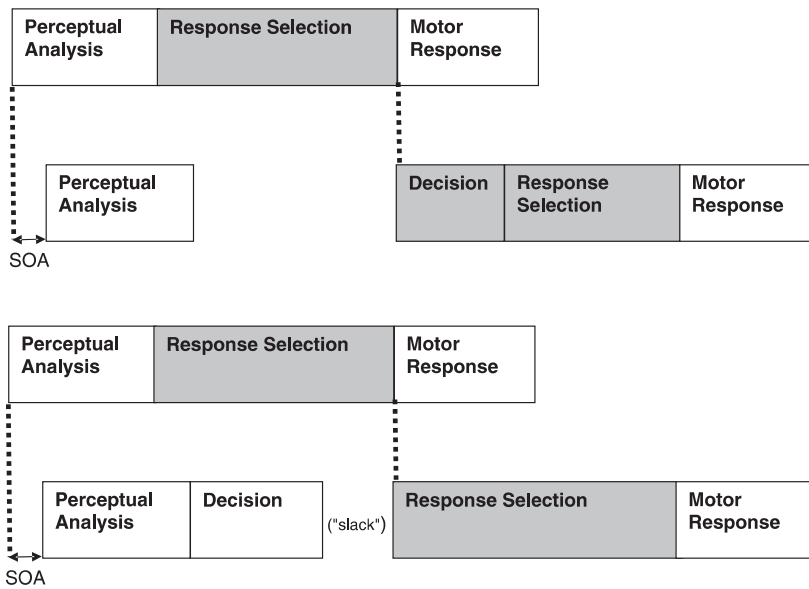 Perceptual Analysis
Response Selection
Motor Response
Perceptual Analysis
Decision
Response Selection
Motor Response
SOA
Perceptual Analysis
Response Selection
Motor Response
Perceptual Analysis
Decision
("slack")
Response Selection
Motor Response
SOA